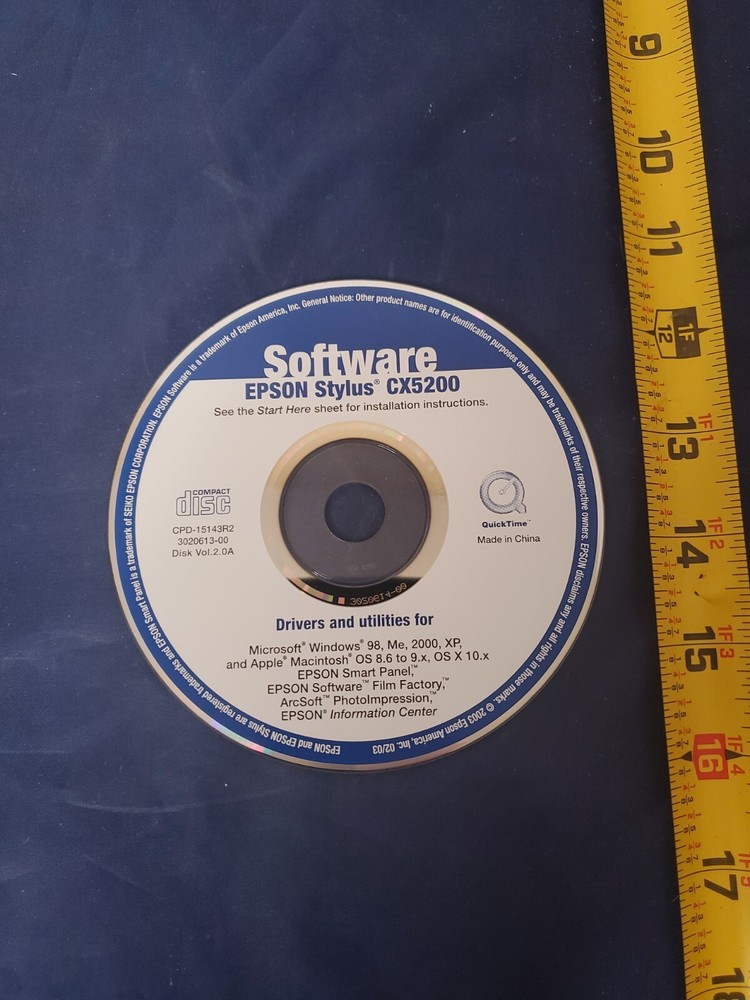 EPSON and EPSON Stylus are registered trademarks and EPSON Smart Panel is a trademark of SEIKO EPSON CORPORATION. EPSON Software is a trademark of Epson America, Inc. General Notice: Other product names are for identification purposes only and may be trademarks of their respective owners. EPSON disclaims any and all rights in those marks. © 2003 Epson America, Inc. 02/03
Software
EPSON Stylus® CX5200
See the Start Here sheet for installation instructions.
COMPACT
disc
CPD-15143R2
3020613-00
Disk Vol.2.0A
QuickTime™
Made in China
Drivers and utilities for
Microsoft® Windows® 98, Me, 2000, XP,
and Apple® Macintosh® OS 8.6 to 9.x, OS X 10.x
EPSON Smart Panel,™
EPSON Software™ Film Factory,™
ArcSoft™ PhotoImpression,™
EPSON® Information Center
9
10
11
1F
12
1F1
13
1F2
14
1F3
15
1F4
16
1F5
17
18